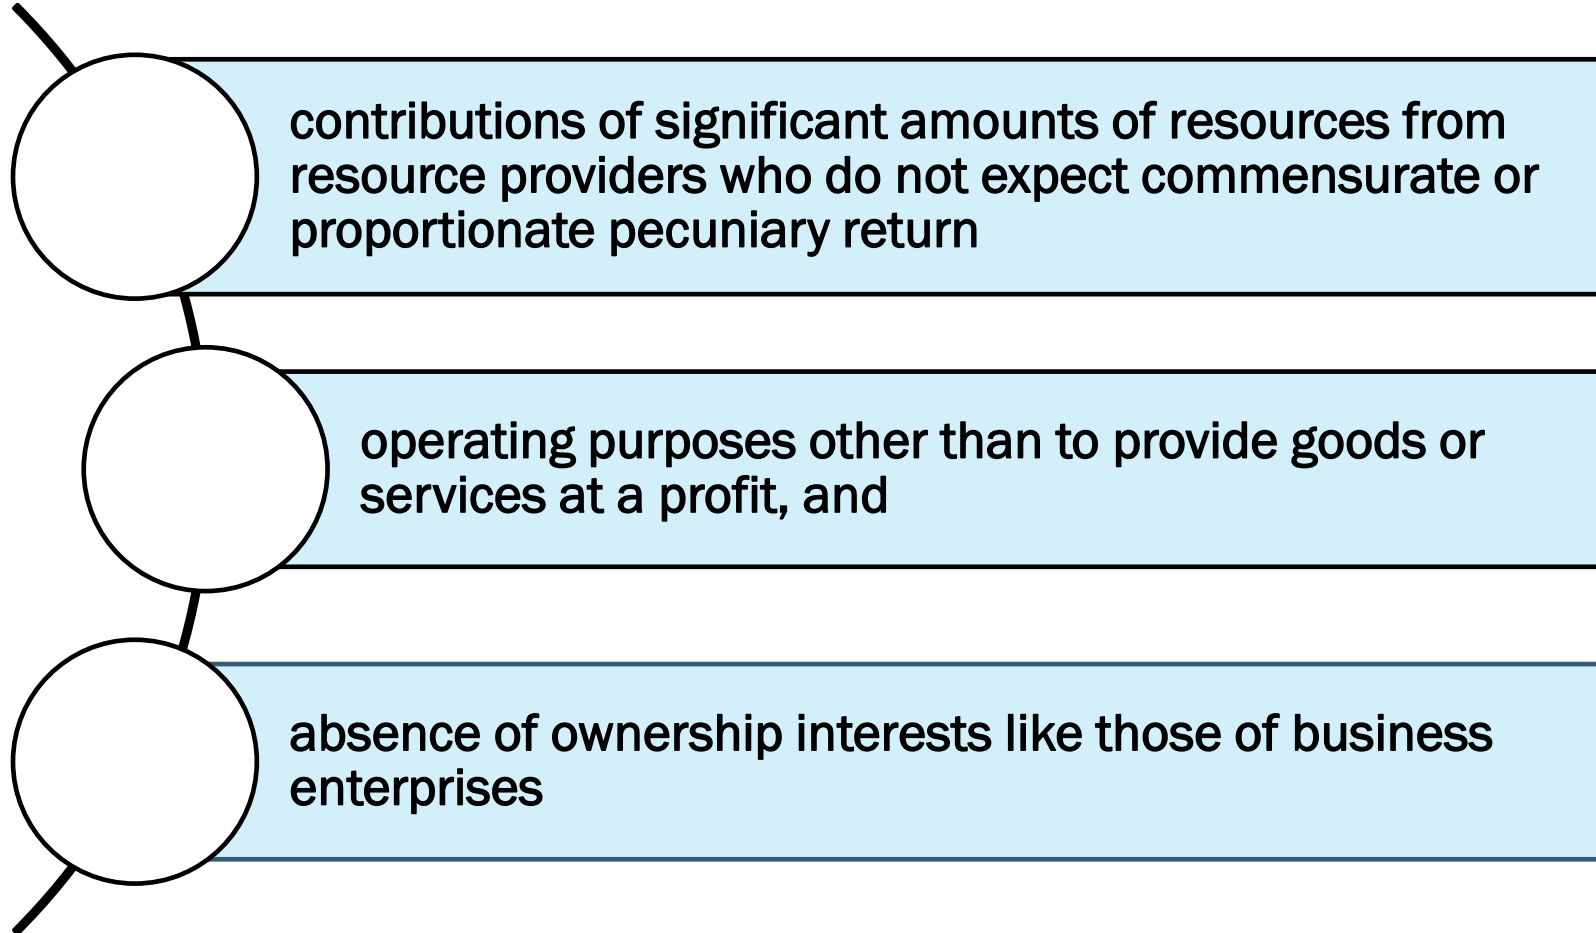 contributions of significant amounts of resources from
resource providers who do not expect commensurate or
proportionate pecuniary return
operating purposes other than to provide goods or
services at a profit, and
absence of ownership interests like those of business
enterprises